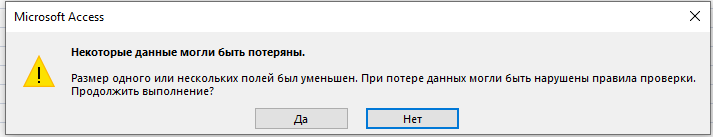 Microsoft Access
Некоторые данные могли быть потеряны.
Размер одного или нескольких полей был уменьшен. При потере данных могли быть нарушены правила проверки.
Продолжить выполнение?
Да
Нет